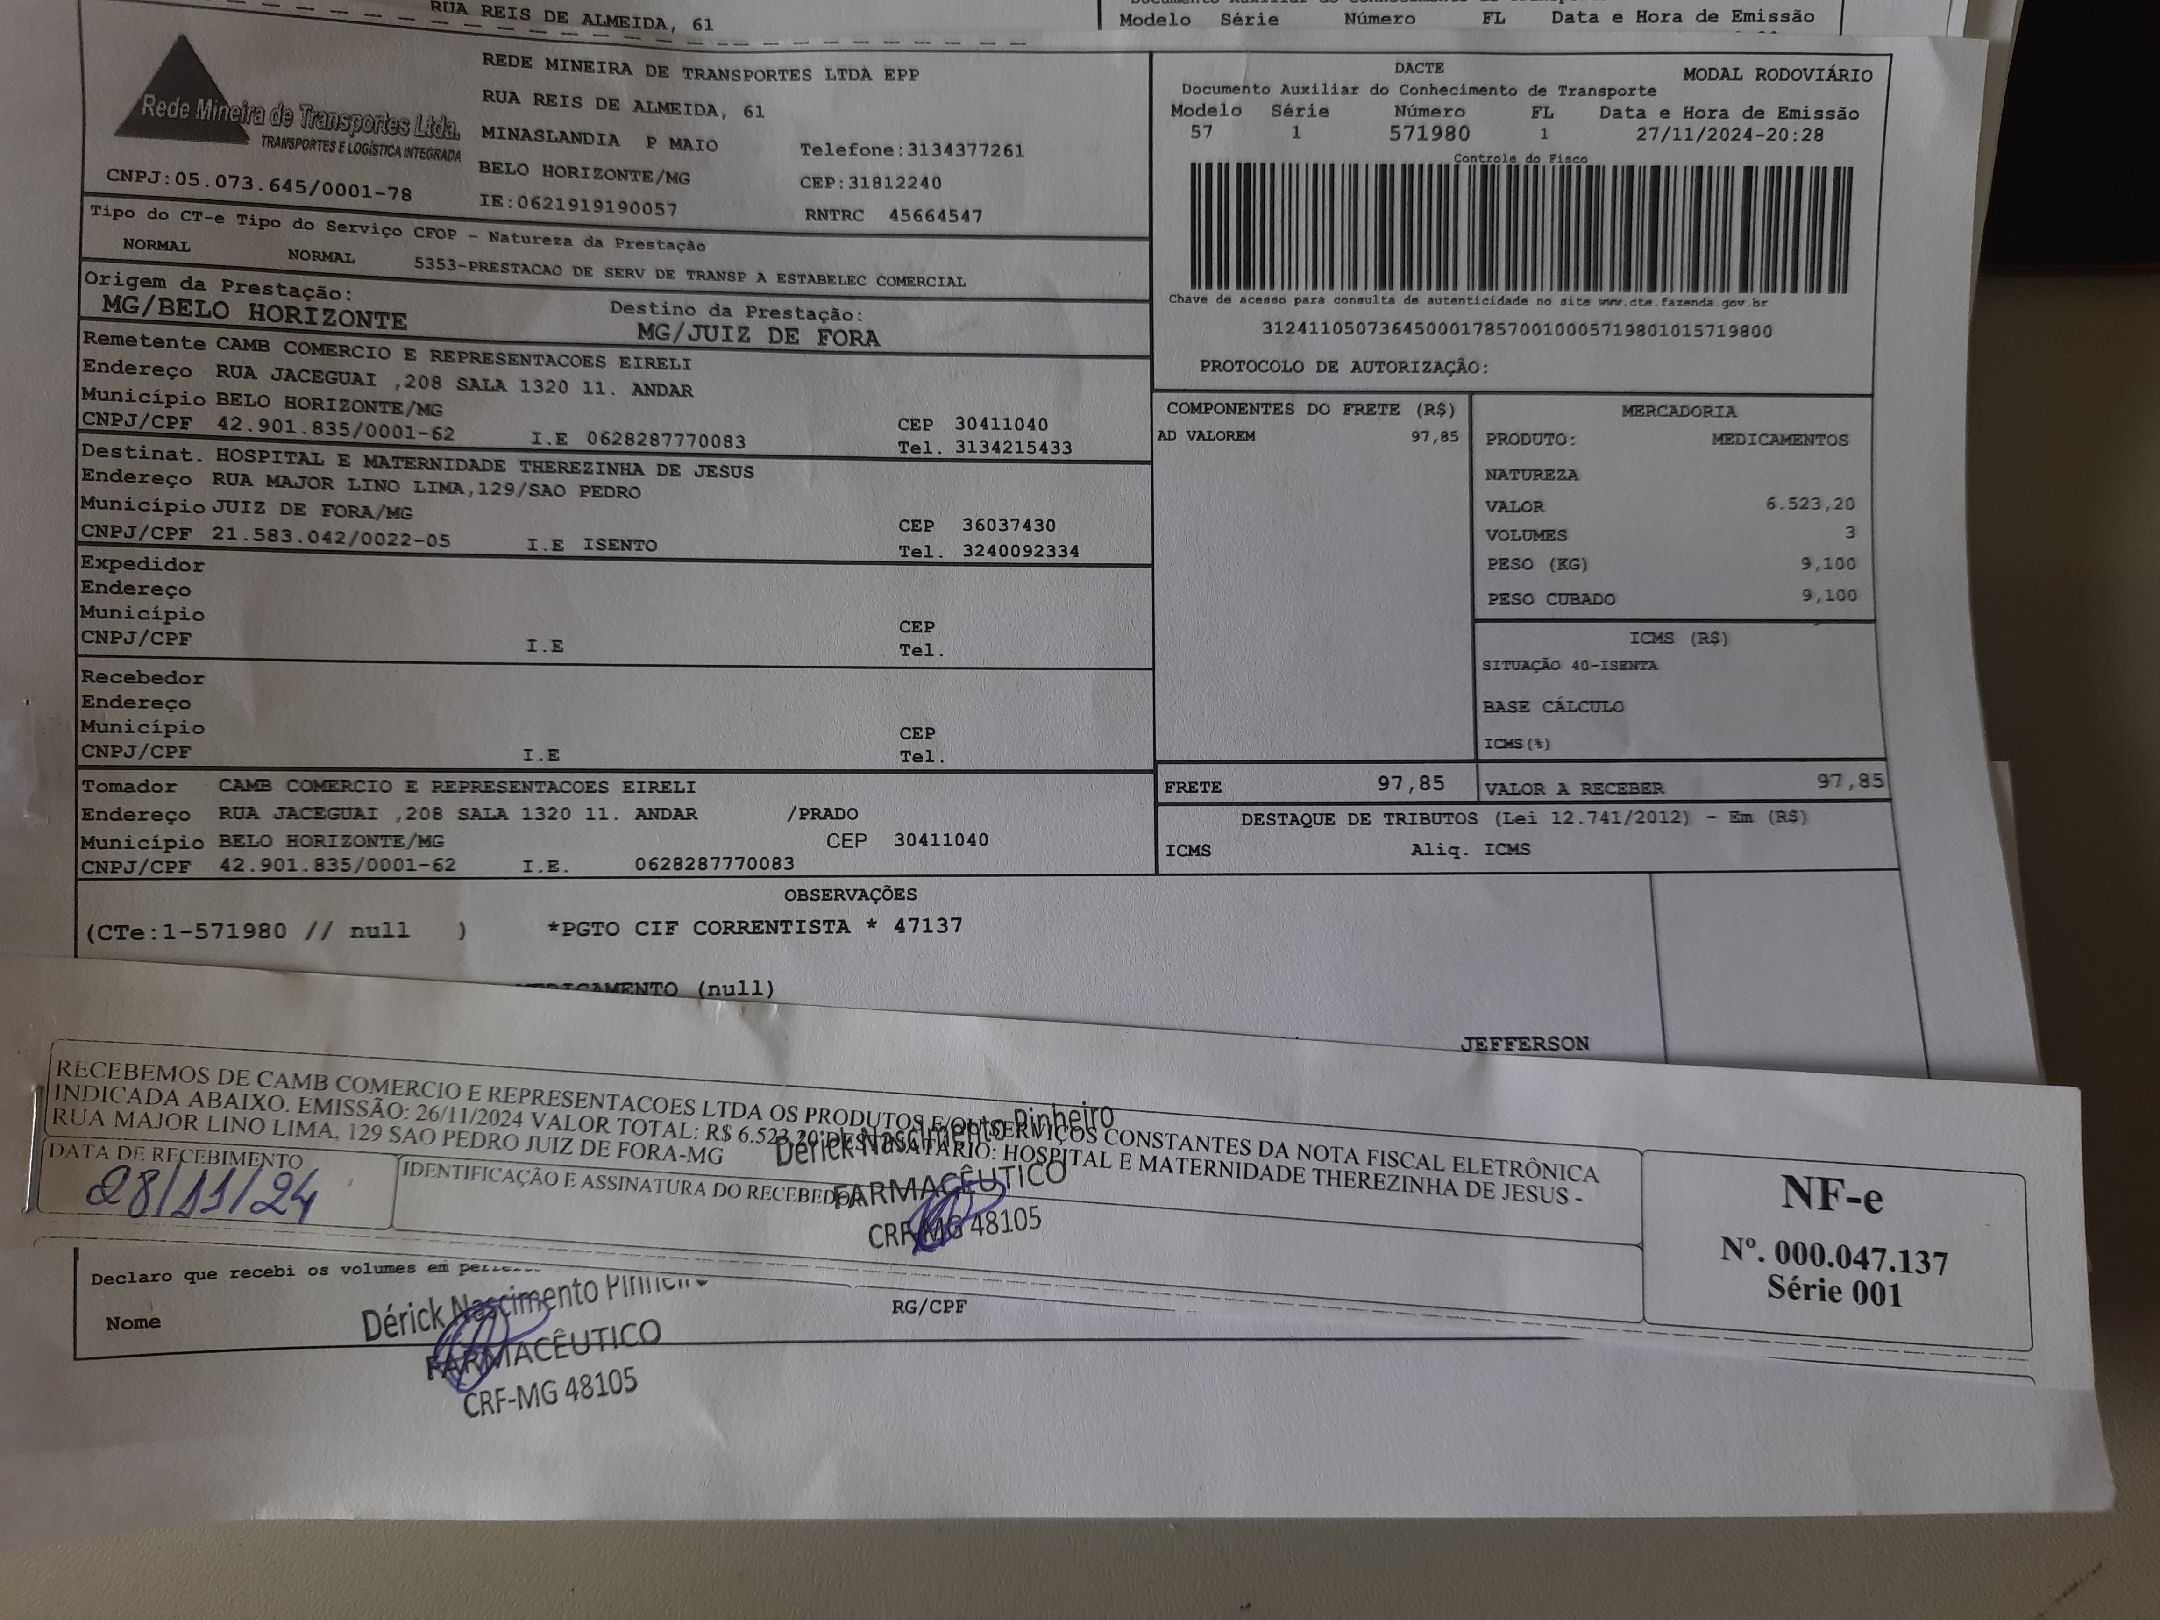 RUA REIS DE ALMEIDA, 61
Modelo Série Número FL Data e Hora de Emissão
Rede Mineira de Transportes Ltda.
TRANSPORTES E LOGÍSTICA INTEGRADA
CNPJ:05.073.645/0001-78
REDE MINEIRA DE TRANSPORTES LTDA EPP
RUA REIS DE ALMEIDA, 61
MINASLANDIA P MAIO
Telefone:3134377261
BELO HORIZONTE/MG
CEP:31812240
IE:0621919190057
RNTRC 45664547
DACTE
MODAL RODOVIÁRIO
Documento Auxiliar do Conhecimento de Transporte
Modelo Série Número FL Data e Hora de Emissão
57 1 571980 1 27/11/2024-20:28
Controle do Fisco
Chave de acesso para consulta de autenticidade no site www.cte.fazenda.gov.br
31241105073645000178570010005719801015719800
PROTOCOLO DE AUTORIZAÇÃO:
Tipo do CT-e Tipo do Serviço CFOP - Natureza da Prestação
NORMAL NORMAL 5353-PRESTACAO DE SERV DE TRANSP A ESTABELEC COMERCIAL
Origem da Prestação:
MG/BELO HORIZONTE
Destino da Prestação:
MG/JUIZ DE FORA
Remetente CAMB COMERCIO E REPRESENTACOES EIRELI
Endereço RUA JACEGUAI ,208 SALA 1320 11. ANDAR
Município BELO HORIZONTE/MG
CEP 30411040
CNPJ/CPF 42.901.835/0001-62 I.E 0628287770083
Tel. 3134215433
Destinat. HOSPITAL E MATERNIDADE THEREZINHA DE JESUS
Endereço RUA MAJOR LINO LIMA,129/SAO PEDRO
Município JUIZ DE FORA/MG
CEP 36037430
CNPJ/CPF 21.583.042/0022-05 I.E ISENTO
Tel. 3240092334
Expedidor
Endereço
Município
CEP
CNPJ/CPF I.E
Tel.
Recebedor
Endereço
Município
CEP
CNPJ/CPF I.E
Tel.
Tomador CAMB COMERCIO E REPRESENTACOES EIRELI
Endereço RUA JACEGUAI ,208 SALA 1320 11. ANDAR /PRADO
Município BELO HORIZONTE/MG CEP 30411040
CNPJ/CPF 42.901.835/0001-62 I.E. 0628287770083
COMPONENTES DO FRETE (R$)
AD VALOREM 97,85
MERCADORIA
PRODUTO: MEDICAMENTOS
NATUREZA
VALOR 6.523,20
VOLUMES 3
PESO (KG) 9,100
PESO CUBADO 9,100
ICMS (R$)
SITUAÇÃO 40-ISENTA
BASE CÁLCULO
ICMS(%)
FRETE 97,85
VALOR A RECEBER 97,85
DESTAQUE DE TRIBUTOS (Lei 12.741/2012) - Em (R$)
ICMS Aliq. ICMS
OBSERVAÇÕES
(CTe:1-571980 // null ) *PGTO CIF CORRENTISTA * 47137
MEDICAMENTO (null)
JEFFERSON
RECEBEMOS DE CAMB COMERCIO E REPRESENTACOES LTDA OS PRODUTOS E/OU SERVIÇOS CONSTANTES DA NOTA FISCAL ELETRÔNICA
INDICADA ABAIXO. EMISSÃO: 26/11/2024 VALOR TOTAL: R$ 6.523,20 DESTINATÁRIO: HOSPITAL E MATERNIDADE THEREZINHA DE JESUS -
RUA MAJOR LINO LIMA, 129 SAO PEDRO JUIZ DE FORA-MG
DATA DE RECEBIMENTO
28/11/24
IDENTIFICAÇÃO E ASSINATURA DO RECEBEDOR
Dérick Nascimento Pinheiro
FARMACÊUTICO
CRF-MG 48105
NF-e
Nº. 000.047.137
Série 001
Declaro que recebi os volumes em
Nome
RG/CPF
Dérick Nascimento Pinheiro
FARMACÊUTICO
CRF-MG 48105